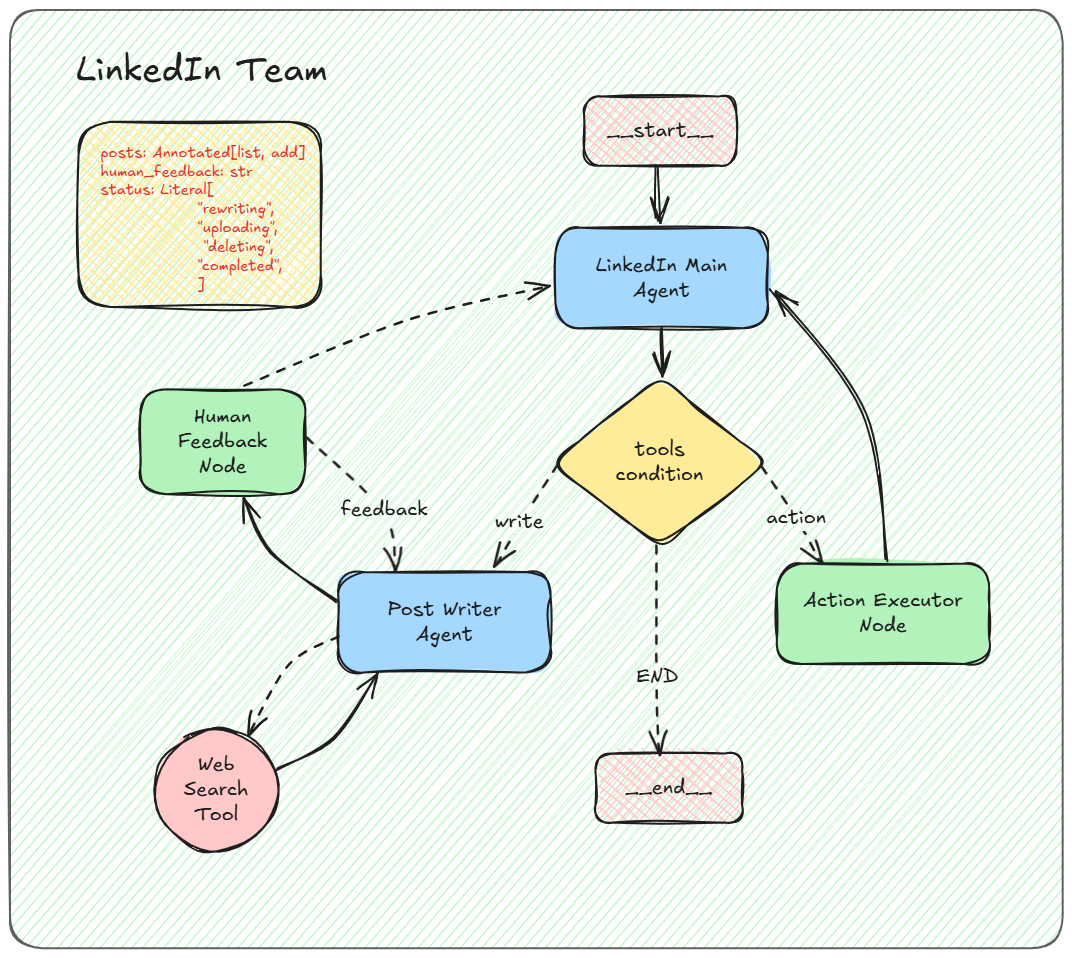 LinkedIn Team
posts: Annotated[list, add]
human_feedback: str
status: Literal[
"rewriting",
"uploading",
"deleting",
"completed",
]
__start__
LinkedIn Main
Agent
Human
Feedback
Node
tools
condition
feedback
write
action
Post Writer
Agent
Action Executor
Node
END
Web
Search
Tool
__end__